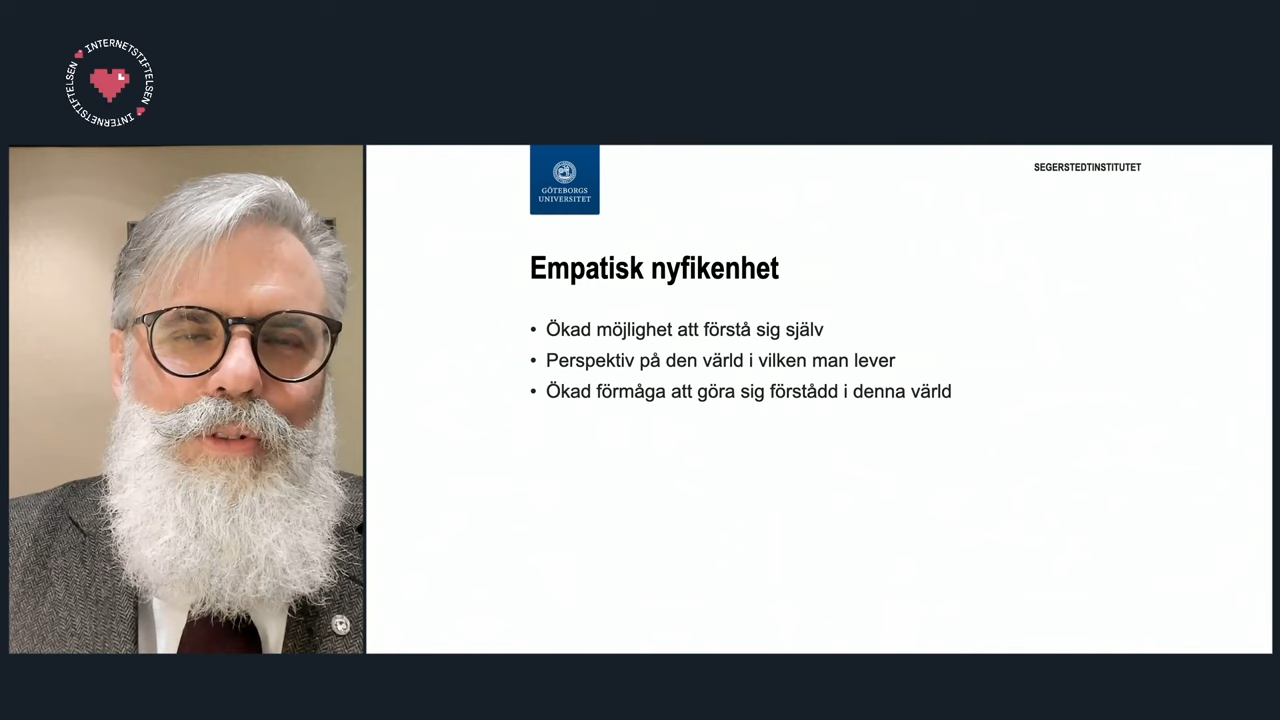 INTERNETSTIFTELSEN
INTERNETSTIFTELSEN
GÖTEBORGS
UNIVERSITET
SEGERSTEDTINSTITUTET
Empatisk nyfikenhet
• Ökad möjlighet att förstå sig själv
• Perspektiv på den värld i vilken man lever
• Ökad förmåga att göra sig förstådd i denna värld